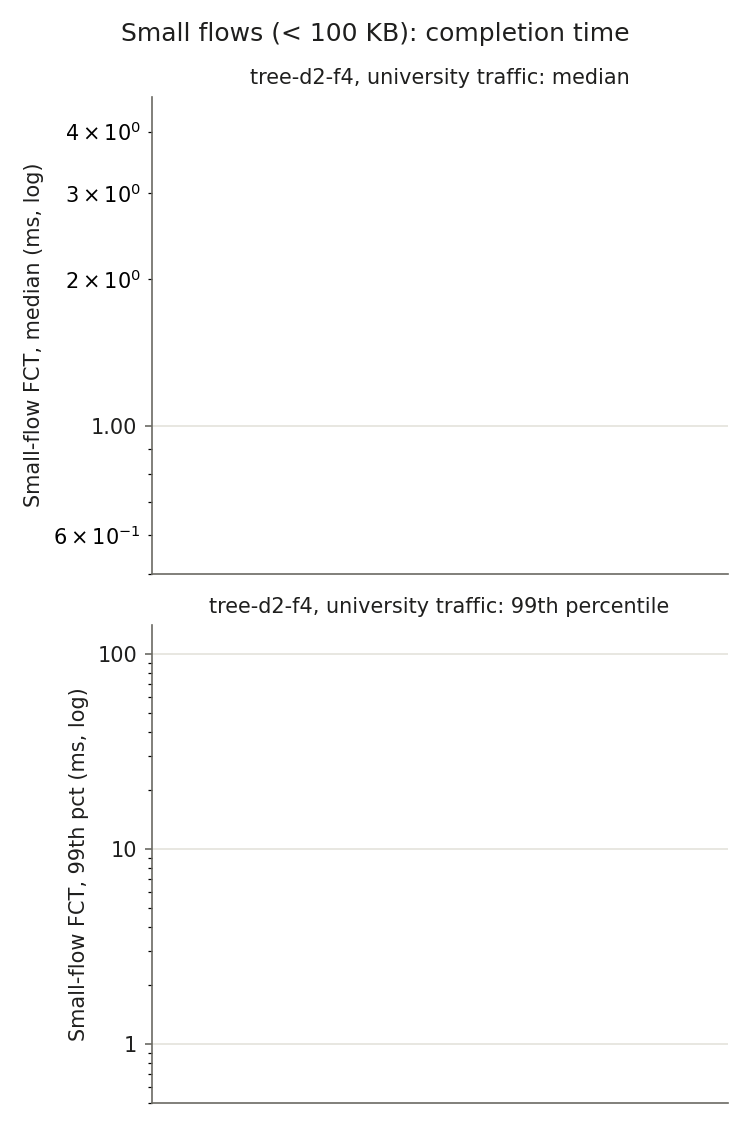 Small flows (< 100 KB): completion time
tree-d2-f4, university traffic: median
Small-flow FCT, median (ms, log)
4 × 10⁰
3 × 10⁰
2 × 10⁰
1.00
6 × 10⁻¹
tree-d2-f4, university traffic: 99th percentile
Small-flow FCT, 99th pct (ms, log)
100
10
1